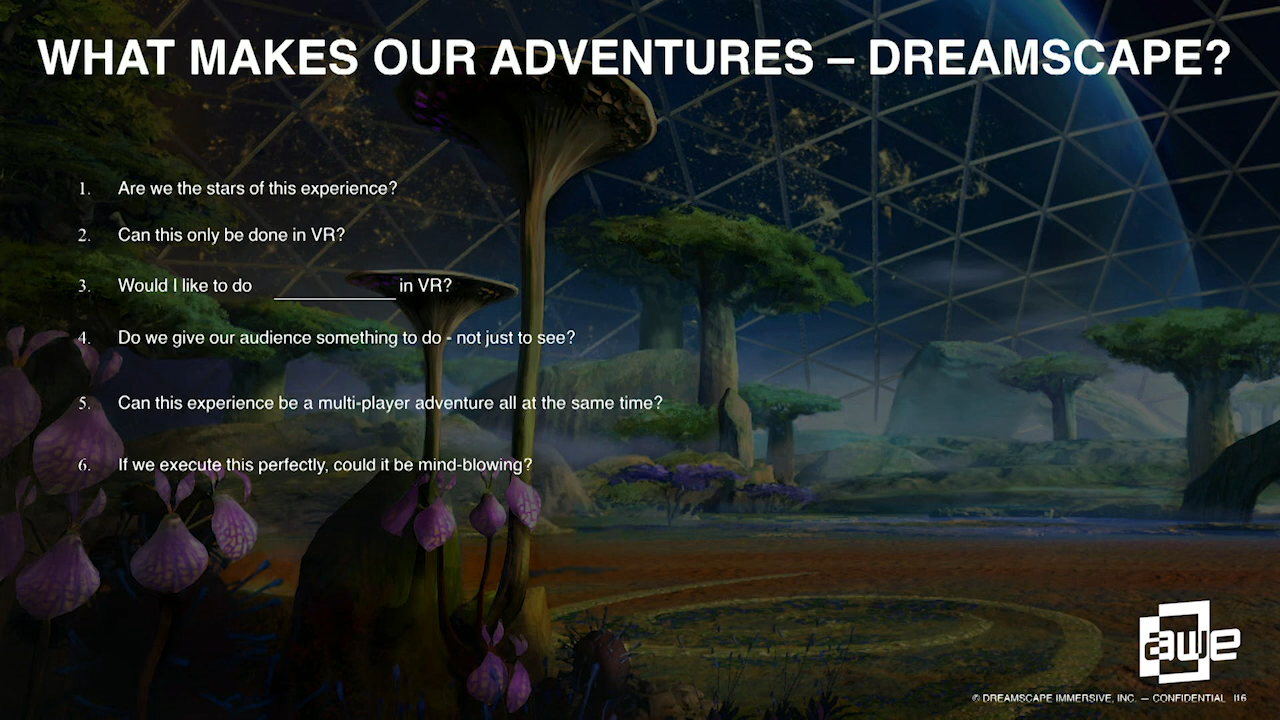 WHAT MAKES OUR ADVENTURES – DREAMSCAPE?
1. Are we the stars of this experience?
2. Can this only be done in VR?
3. Would I like to do ____________ in VR?
4. Do we give our audience something to do - not just to see?
5. Can this experience be a multi-player adventure all at the same time?
6. If we execute this perfectly, could it be mind-blowing?
awe
© DREAMSCAPE IMMERSIVE, INC. — CONFIDENTIAL |16